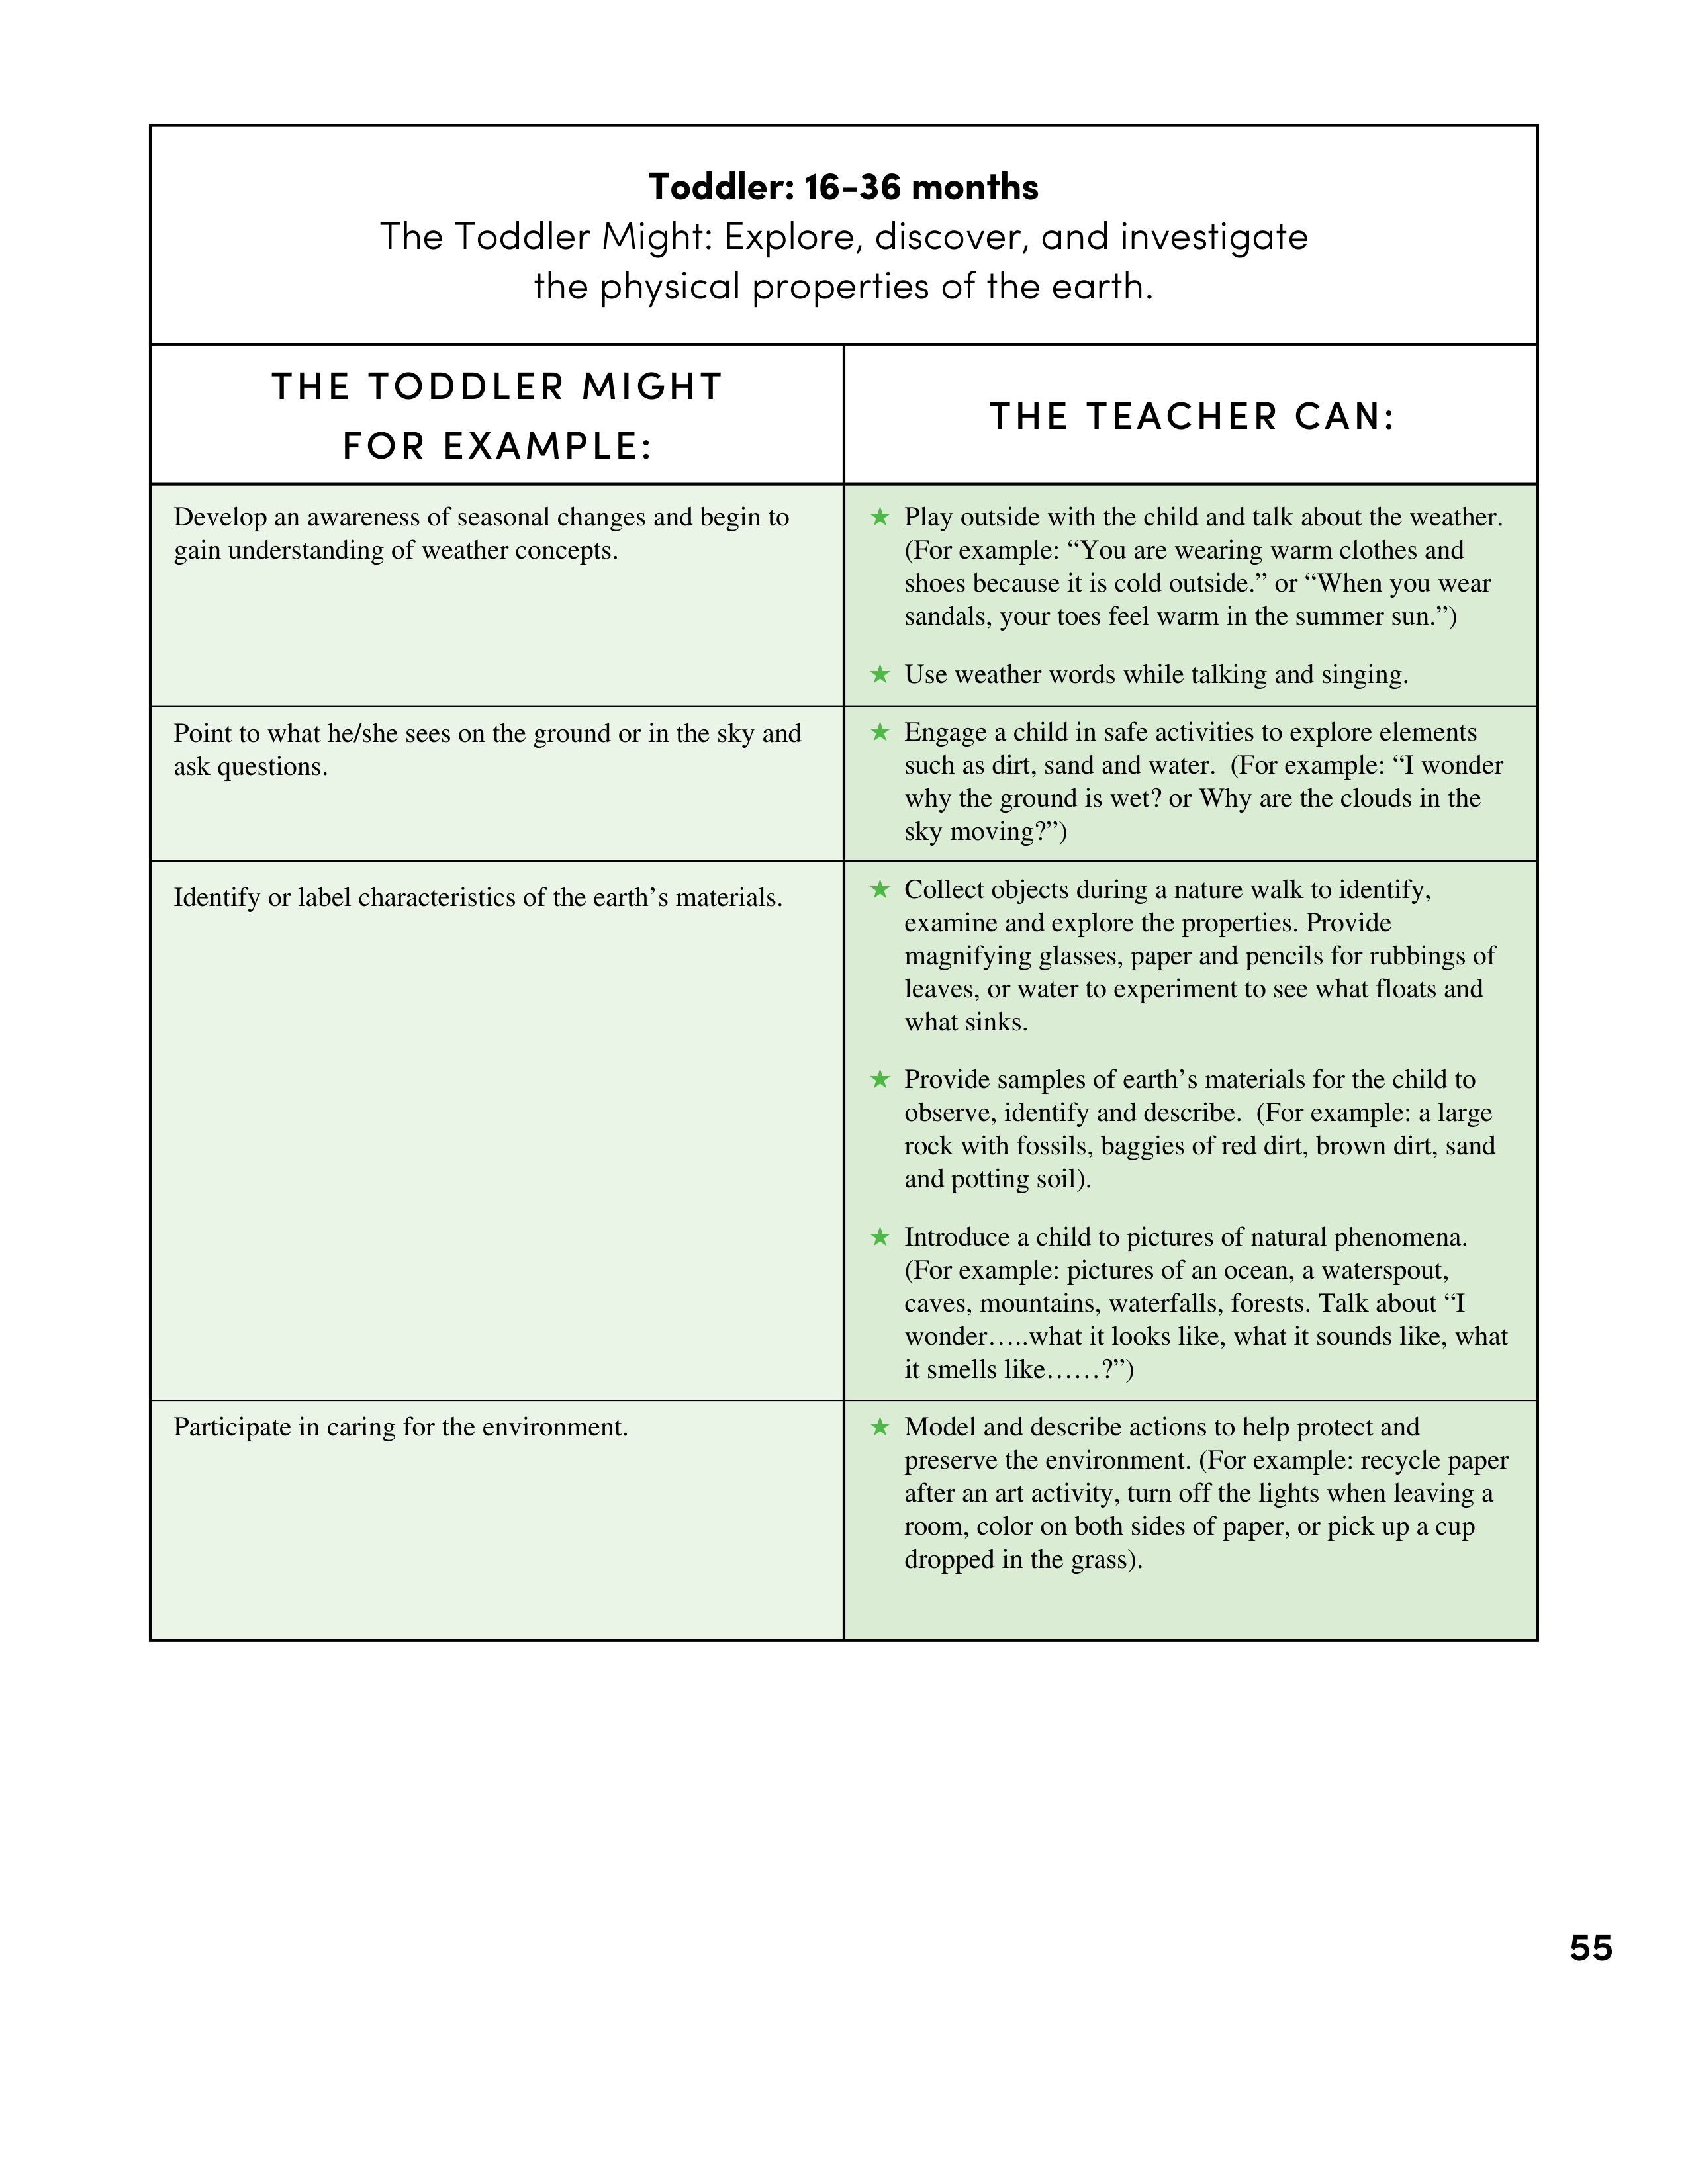 Toddler: 16-36 months
The Toddler Might: Explore, discover, and investigate
the physical properties of the earth.
THE TODDLER MIGHT
FOR EXAMPLE:
THE TEACHER CAN:
Develop an awareness of seasonal changes and begin to
gain understanding of weather concepts.
★ Play outside with the child and talk about the weather.
(For example: “You are wearing warm clothes and
shoes because it is cold outside.” or “When you wear
sandals, your toes feel warm in the summer sun.”)
★ Use weather words while talking and singing.
Point to what he/she sees on the ground or in the sky and
ask questions.
★ Engage a child in safe activities to explore elements
such as dirt, sand and water.  (For example: “I wonder
why the ground is wet? or Why are the clouds in the
sky moving?”)
Identify or label characteristics of the earth’s materials.
★ Collect objects during a nature walk to identify,
examine and explore the properties. Provide
magnifying glasses, paper and pencils for rubbings of
leaves, or water to experiment to see what floats and
what sinks.
★ Provide samples of earth’s materials for the child to
observe, identify and describe.  (For example: a large
rock with fossils, baggies of red dirt, brown dirt, sand
and potting soil).
★ Introduce a child to pictures of natural phenomena.
(For example: pictures of an ocean, a waterspout,
caves, mountains, waterfalls, forests. Talk about “I
wonder…..what it looks like, what it sounds like, what
it smells like……?”)
Participate in caring for the environment.
★ Model and describe actions to help protect and
preserve the environment. (For example: recycle paper
after an art activity, turn off the lights when leaving a
room, color on both sides of paper, or pick up a cup
dropped in the grass).
55